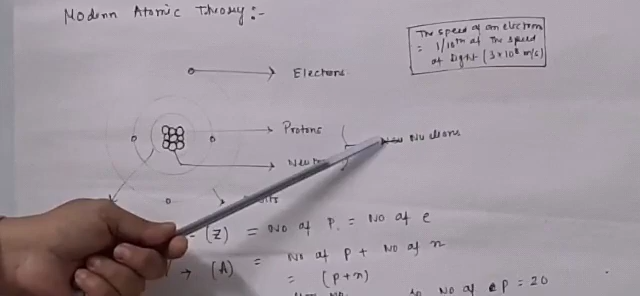 Modern Atomic Theory :-
The speed of an electron
= 1/10th of the speed
of light (3 x 10⁸ m/s)
Electrons
Protons
Nucleons
(Z) = No of P. = No of e
→ (A) = No of P + No of n
= (p+n)
No of p = 20